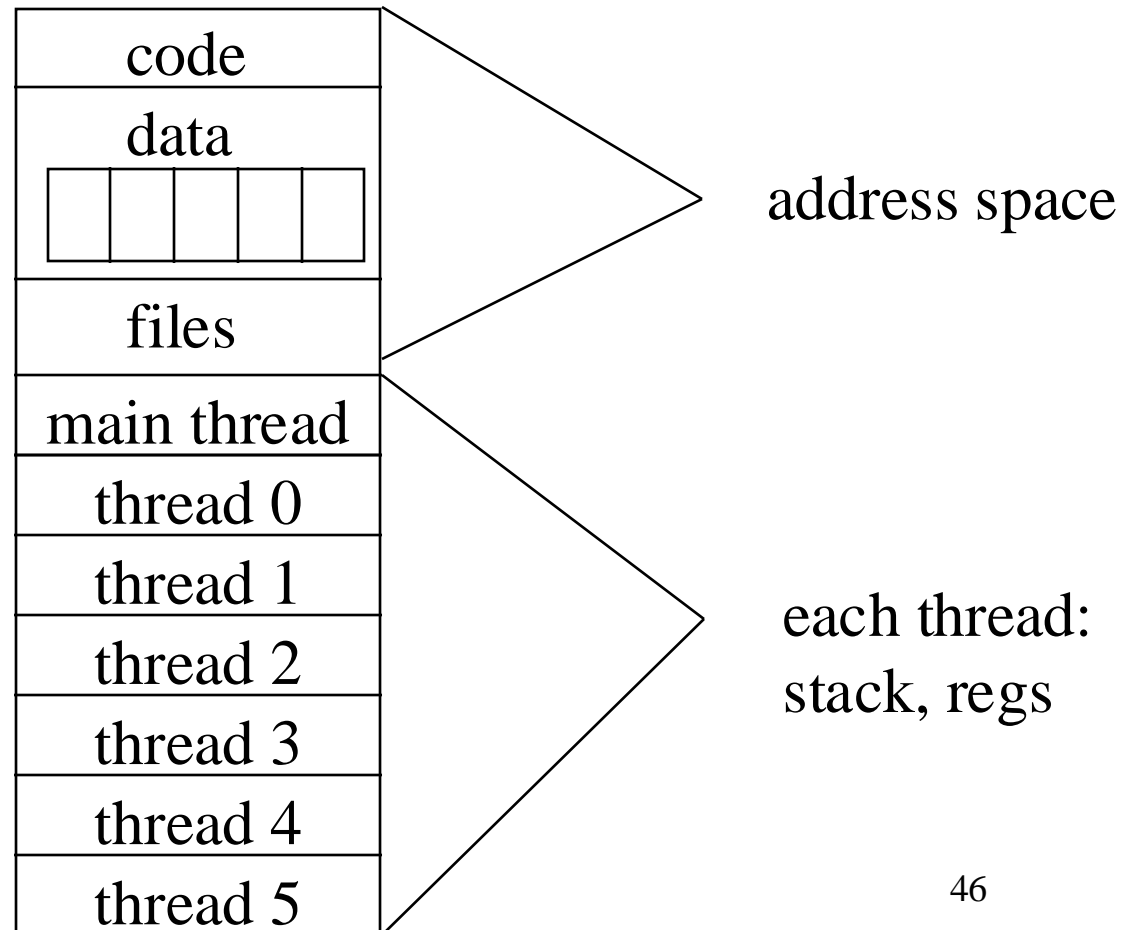 code
data
address space
files
main thread
thread 0
thread 1
each thread:
thread 2
stack, regs
thread 3
thread 4
thread 5
46